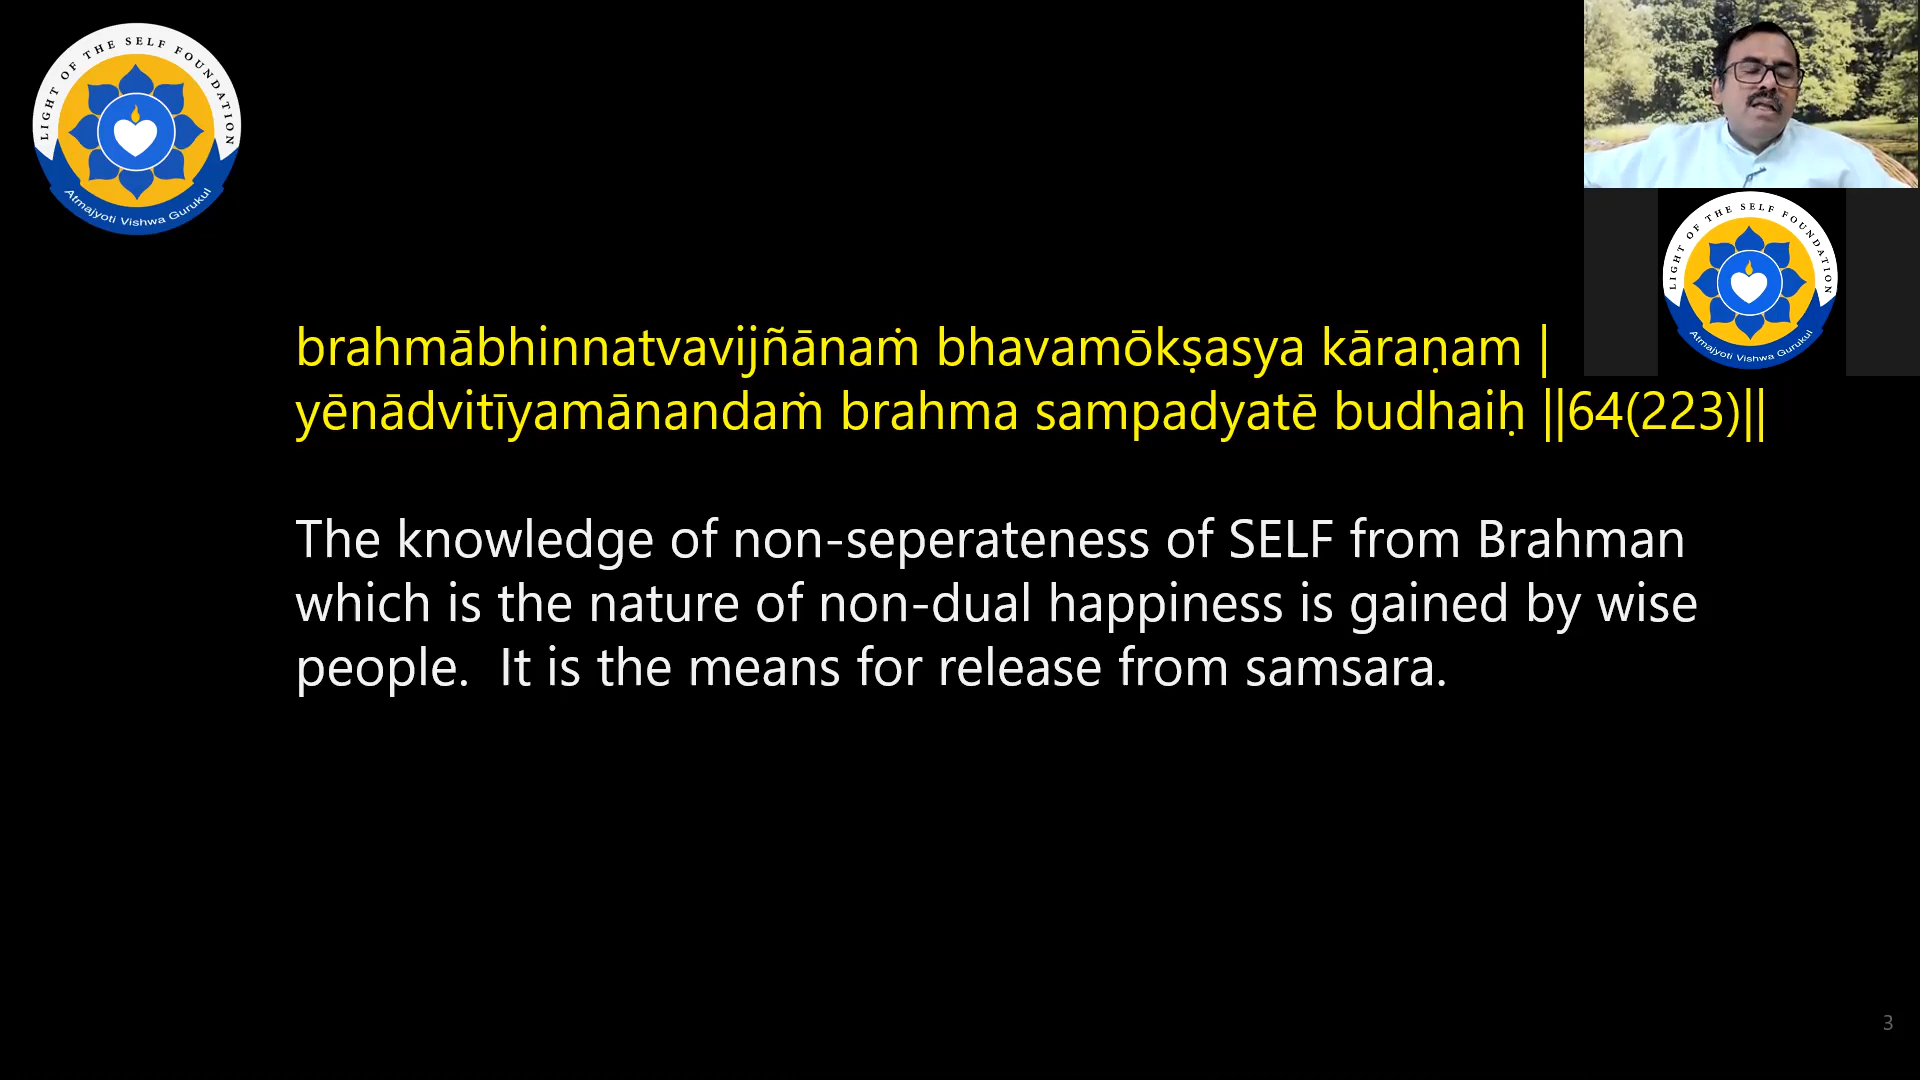 LIGHT OF THE SELF FOUNDATION
Atmajyoti Vishwa Gurukul
LIGHT OF THE SELF FOUNDATION
Atmajyoti Vishwa Gurukul
brahmābhinnatvavijñānaṁ bhavamōkṣasya kāraṇam |
yēnādvitīyamānandaṁ brahma sampadyatē budhaiḥ ||64(223)||
The knowledge of non-seperateness of SELF from Brahman
which is the nature of non-dual happiness is gained by wise
people.  It is the means for release from samsara.
3